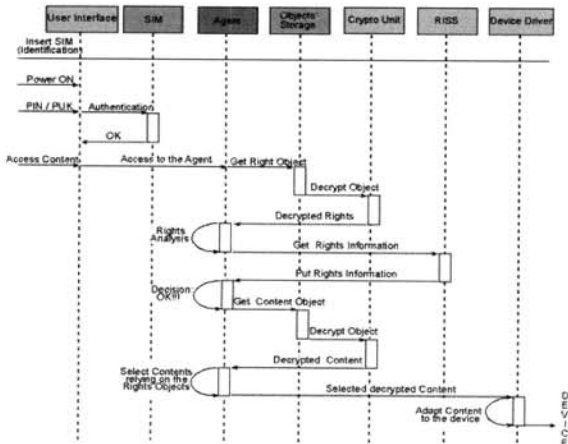 User Interface
SIM
Agent
Objects'
Storage
Crypto Unit
RISS
Device Driver
Insert SIM
(Identification)
Power ON
PIN / PUK
Authentication
OK
Access Content
Access to the Agent
Get Right Object
Decrypt Object
Decrypted Rights
Rights
Analysis
Get Rights Information
Put Rights Information
Decision:
OK!!!
Get Content Object
Decrypt Object
Decrypted Content
Select Contents
relying on the
Rights Objects
Selected decrypted Content
Adapt Content
to the device
DEVICE